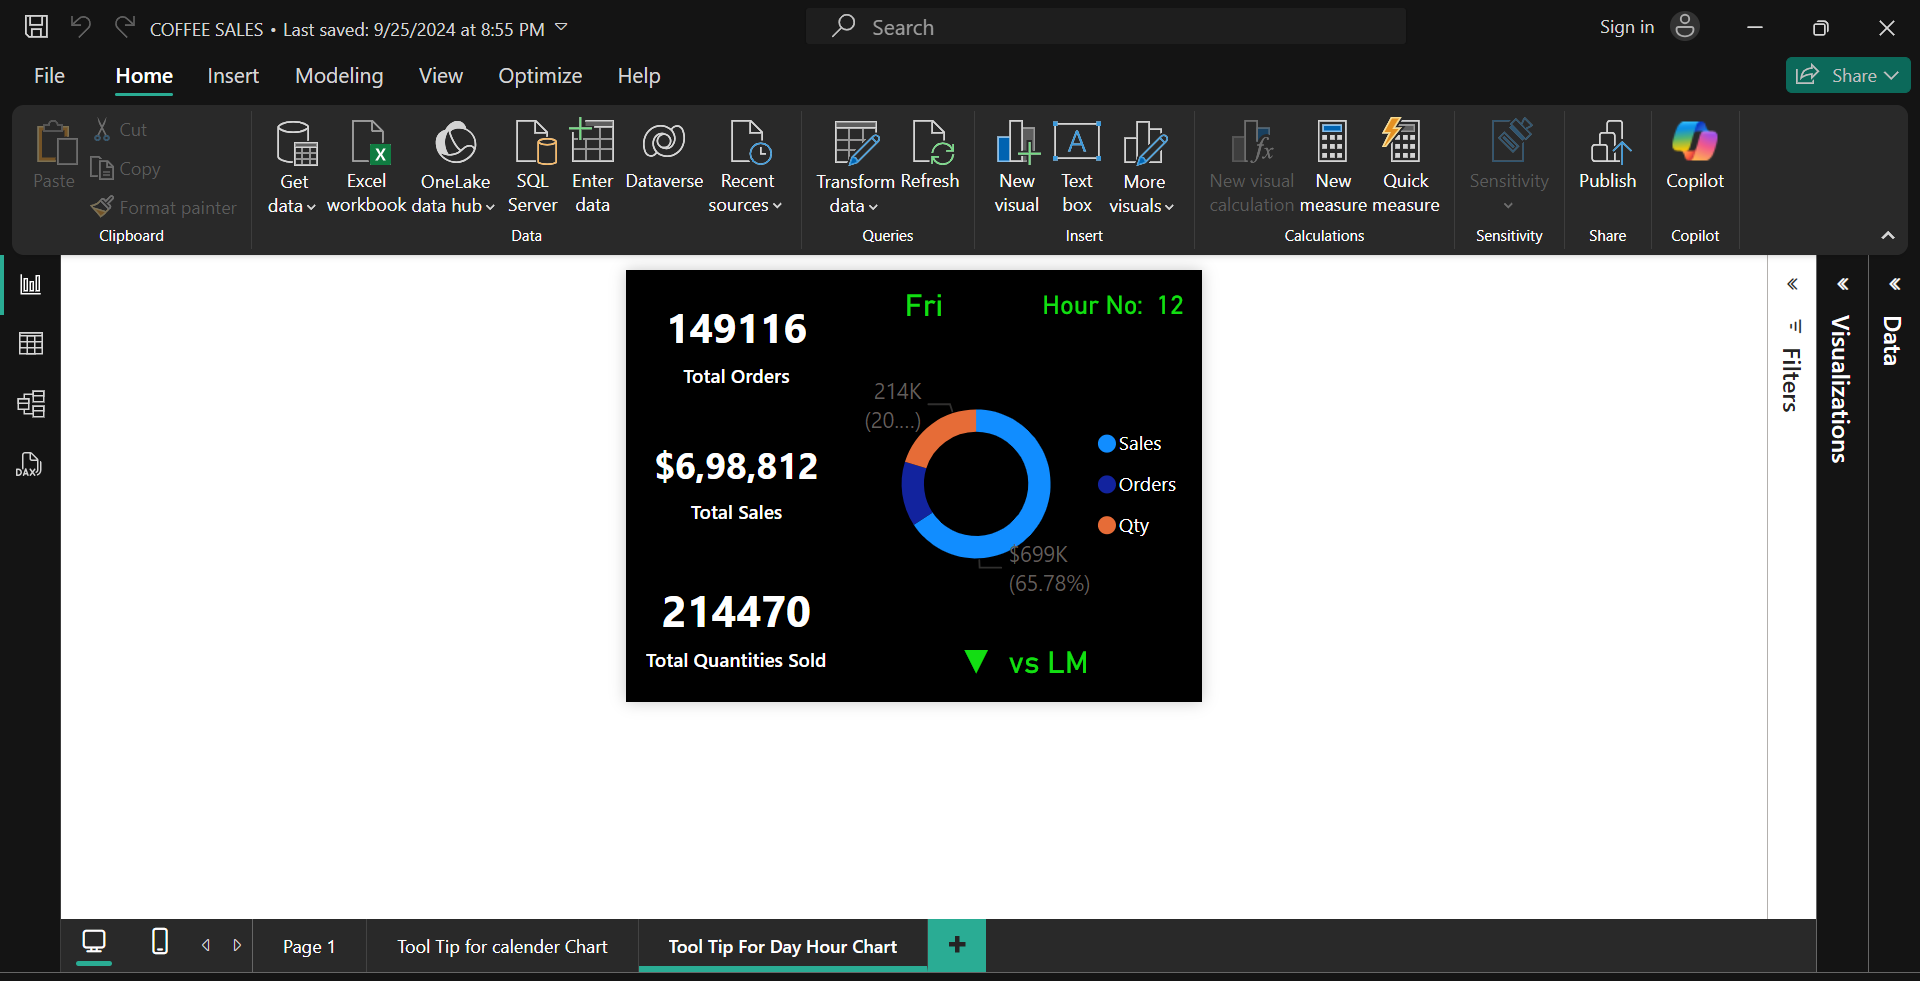 COFFEE SALES • Last saved: 9/25/2024 at 8:55 PM
Search
Sign in
File Home Insert Modeling View Optimize Help
Share
Paste
Cut
Copy
Format painter
Clipboard
Get data
Excel workbook
OneLake data hub
SQL Server
Enter data
Dataverse
Recent sources
Data
Transform data
Refresh
Queries
New visual
Text box
More visuals
Insert
New visual calculation
New measure
Quick measure
Calculations
Sensitivity
Sensitivity
Publish
Share
Copilot
Copilot
DAX
149116
Total Orders
$6,98,812
Total Sales
214470
Total Quantities Sold
Fri
Hour No: 12
214K
(20....)
$699K
(65.78%)
Sales
Orders
Qty
▼ vs LM
Filters
Visualizations
Data
Page 1
Tool Tip for calender Chart
Tool Tip For Day Hour Chart